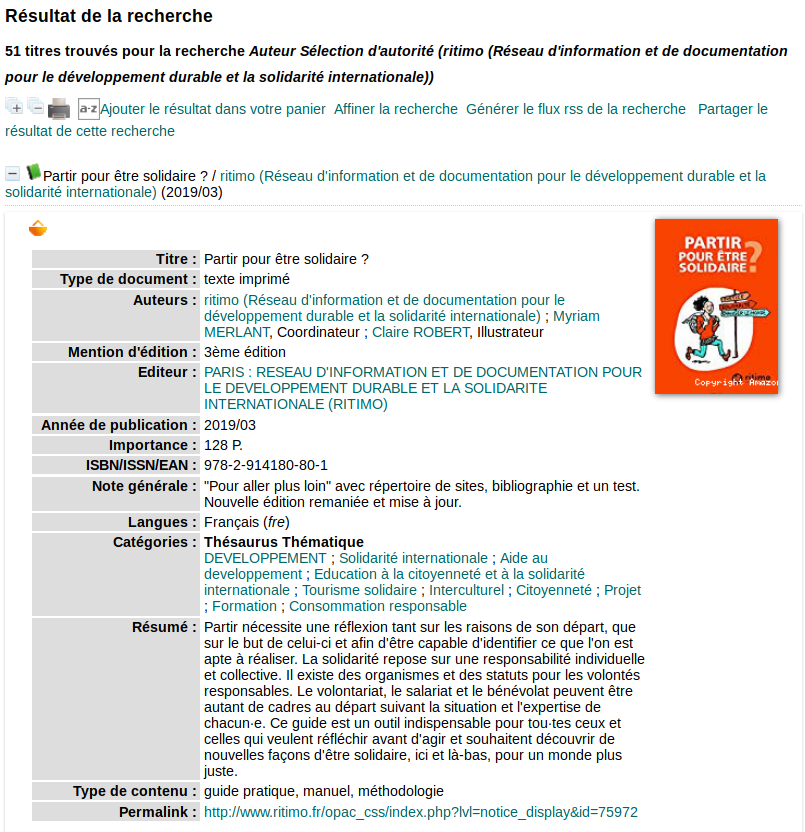 Résultat de la recherche
51 titres trouvés pour la recherche Auteur Sélection d'autorité (ritimo (Réseau d'information et de documentation
pour le développement durable et la solidarité internationale))
a-z Ajouter le résultat dans votre panier Affiner la recherche Générer le flux rss de la recherche Partager le
résultat de cette recherche
Partir pour être solidaire ? / ritimo (Réseau d'information et de documentation pour le développement durable et la
solidarité internationale) (2019/03)
Titre : Partir pour être solidaire ?
Type de document : texte imprimé
Auteurs : ritimo (Réseau d'information et de documentation pour le
développement durable et la solidarité internationale) ; Myriam
MERLANT, Coordinateur ; Claire ROBERT, Illustrateur
Mention d'édition : 3ème édition
Editeur : PARIS : RESEAU D'INFORMATION ET DE DOCUMENTATION POUR
LE DEVELOPPEMENT DURABLE ET LA SOLIDARITE
INTERNATIONALE (RITIMO)
Année de publication : 2019/03
Importance : 128 P.
ISBN/ISSN/EAN : 978-2-914180-80-1
Note générale : "Pour aller plus loin" avec répertoire de sites, bibliographie et un test.
Nouvelle édition remaniée et mise à jour.
Langues : Français (fre)
Catégories : Thésaurus Thématique
DEVELOPPEMENT ; Solidarité internationale ; Aide au
developpement ; Education à la citoyenneté et à la solidarité
internationale ; Tourisme solidaire ; Interculturel ; Citoyenneté ; Projet
; Formation ; Consommation responsable
Résumé : Partir nécessite une réflexion tant sur les raisons de son départ, que
sur le but de celui-ci et afin d'être capable d'identifier ce que l'on est
apte à réaliser. La solidarité repose sur une responsabilité individuelle
et collective. Il existe des organismes et des statuts pour les volontés
responsables. Le volontariat, le salariat et le bénévolat peuvent être
autant de cadres au départ suivant la situation et l'expertise de
chacun·e. Ce guide est un outil indispensable pour tou·tes ceux et
celles qui veulent réfléchir avant d'agir et souhaitent découvrir de
nouvelles façons d'être solidaire, ici et là-bas, pour un monde plus
juste.
Type de contenu : guide pratique, manuel, méthodologie
Permalink : http://www.ritimo.fr/opac_css/index.php?lvl=notice_display&id=75972
PARTIR
POUR ÊTRE
SOLIDAIRE ?
ritimo
Copyright Amazo